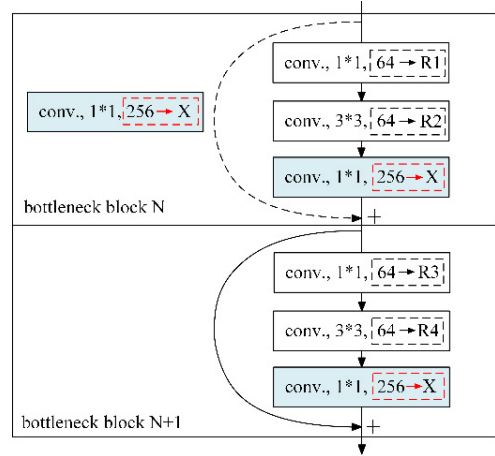 conv., 1*1, 64→R1
conv., 1*1, 256→X
conv., 3*3, 64→R2
conv., 1*1, 256→X
+
bottleneck block N
conv., 1*1, 64→R3
conv., 3*3, 64→R4
conv., 1*1, 256→X
+
bottleneck block N+1